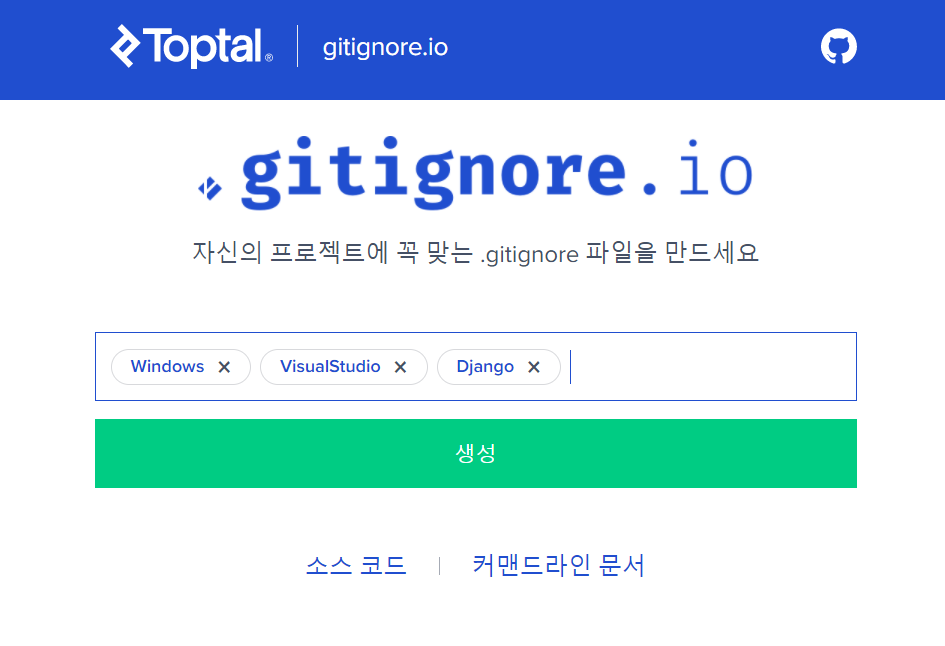 Toptal® gitignore.io
.gitignore.io
자신의 프로젝트에 꼭 맞는 .gitignore 파일을 만드세요
Windows × VisualStudio × Django ×
생성
소스 코드 | 커맨드라인 문서